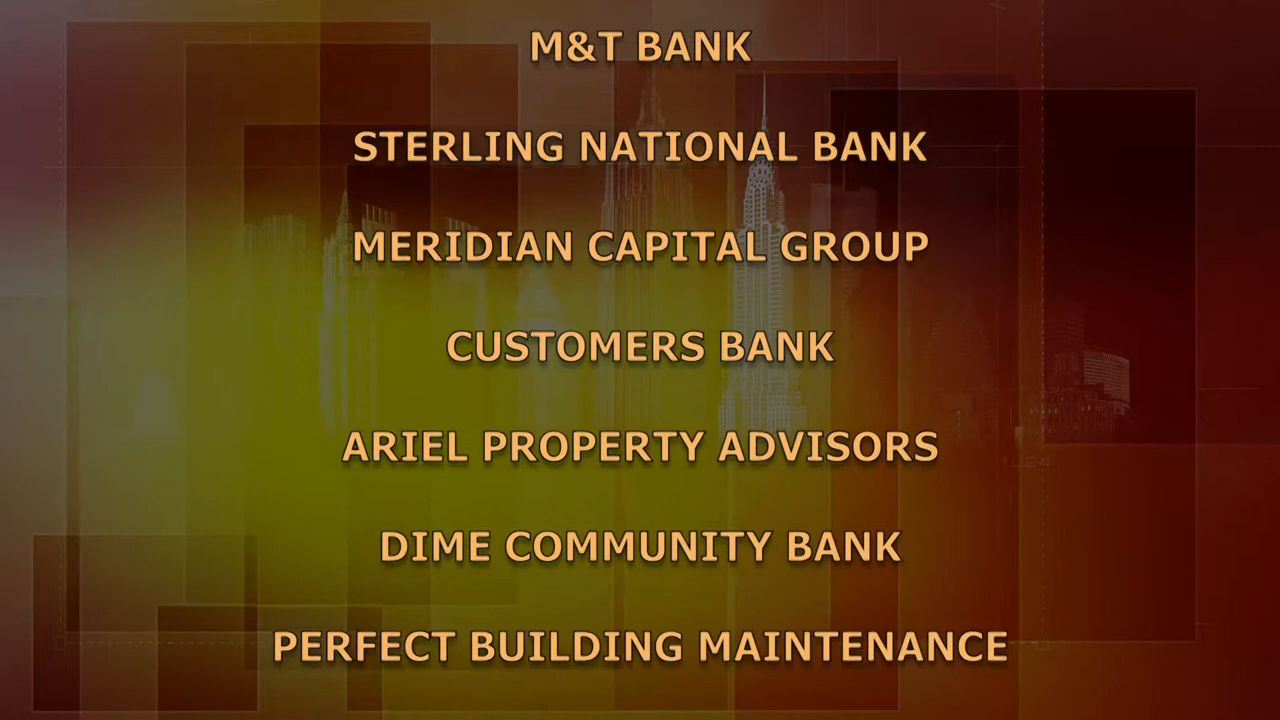 M&T BANK
STERLING NATIONAL BANK
MERIDIAN CAPITAL GROUP
CUSTOMERS BANK
ARIEL PROPERTY ADVISORS
DIME COMMUNITY BANK
PERFECT BUILDING MAINTENANCE